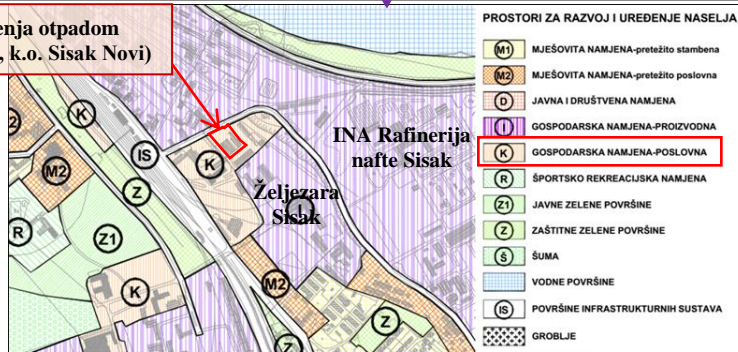 enja otpadom
, k.o. Sisak Novi)
K
IS
M2
Z
R
Z1
K
K
INA Rafinerija
nafte Sisak
Željezara
Sisak
I
M2
Z
Z
PROSTORI ZA RAZVOJ I UREĐENJE NASELJA
M1 MJEŠOVITA NAMJENA-pretežito stambena
M2 MJEŠOVITA NAMJENA-pretežito poslovna
D JAVNA I DRUŠTVENA NAMJENA
I GOSPODARSKA NAMJENA-PROIZVODNA
K GOSPODARSKA NAMJENA-POSLOVNA
R ŠPORTSKO REKREACIJSKA NAMJENA
Z1 JAVNE ZELENE POVRŠINE
Z ZAŠTITNE ZELENE POVRŠINE
Š ŠUMA
VODNE POVRŠINE
IS POVRŠINE INFRASTRUKTURNIH SUSTAVA
GROBLJE